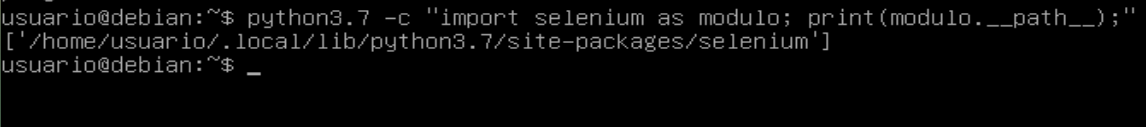 usuario@debian:~$ python3.7 -c "import selenium as modulo; print(modulo.__path__);"
['/home/usuario/.local/lib/python3.7/site-packages/selenium']
usuario@debian:~$ _